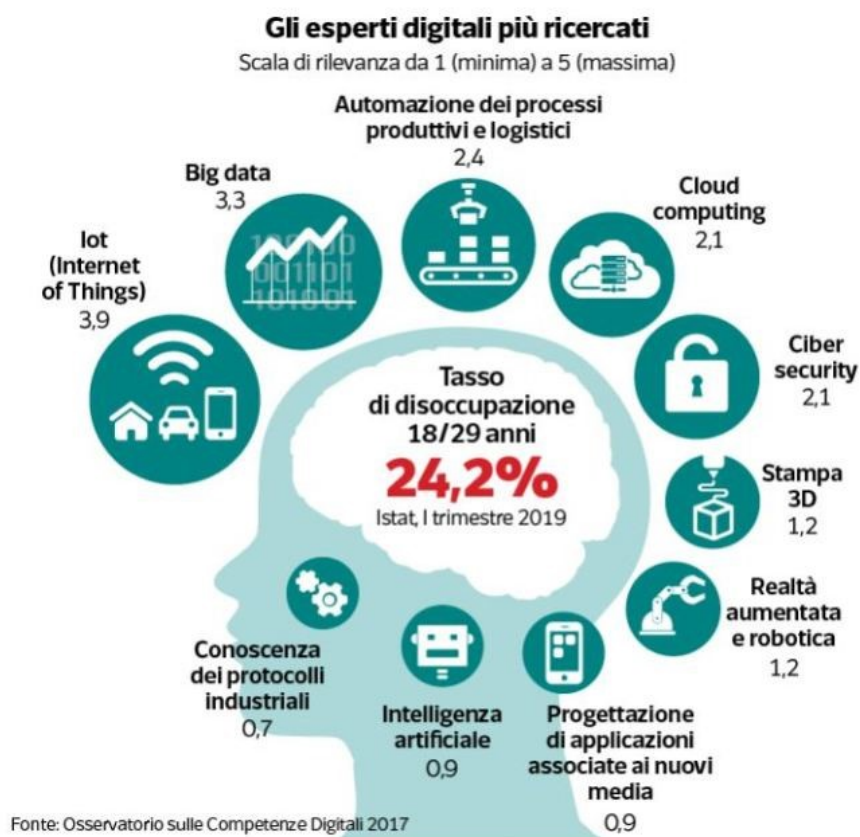 Gli esperti digitali più ricercati
Scala di rilevanza da 1 (minima) a 5 (massima)
Automazione dei processi
produttivi e logistici
2,4
Big data
3,3
Cloud
computing
2,1
Iot
(Internet
of Things)
3,9
100100
001101
101001
Ciber
security
2,1
Tasso
di disoccupazione
18/29 anni
24,2%
Istat, I trimestre 2019
Stampa
3D
1,2
Realtà
aumentata
e robotica
1,2
Conoscenza
dei protocolli
industriali
0,7
Intelligenza
artificiale
0,9
Progettazione
di applicazioni
associate ai nuovi
media
0,9
Fonte: Osservatorio sulle Competenze Digitali 2017